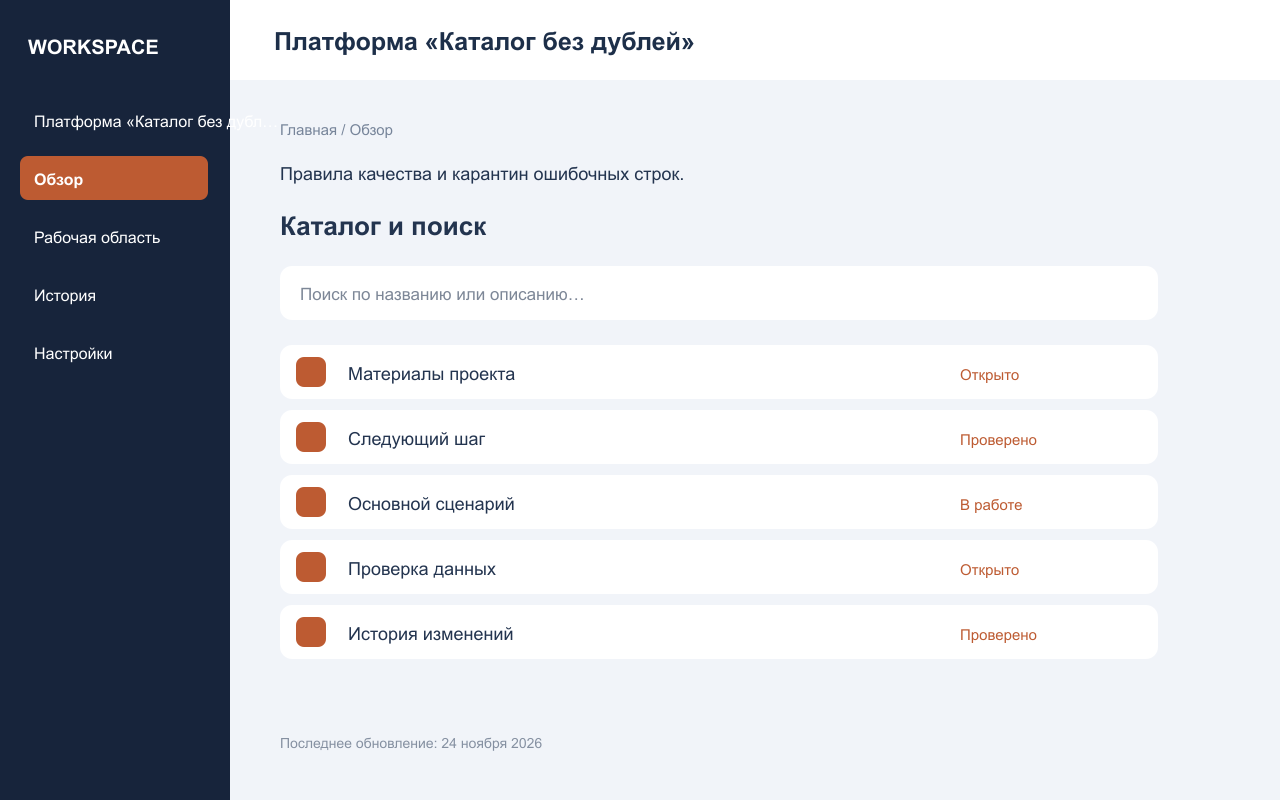 WORKSPACE
Платформа «Каталог без дубл…
Обзор
Рабочая область
История
Настройки
Платформа «Каталог без дублей»
Главная / Обзор
Правила качества и карантин ошибочных строк.
Каталог и поиск
Поиск по названию или описанию…
Материалы проекта Открыто
Следующий шаг Проверено
Основной сценарий В работе
Проверка данных Открыто
История изменений Проверено
Последнее обновление: 24 ноября 2026